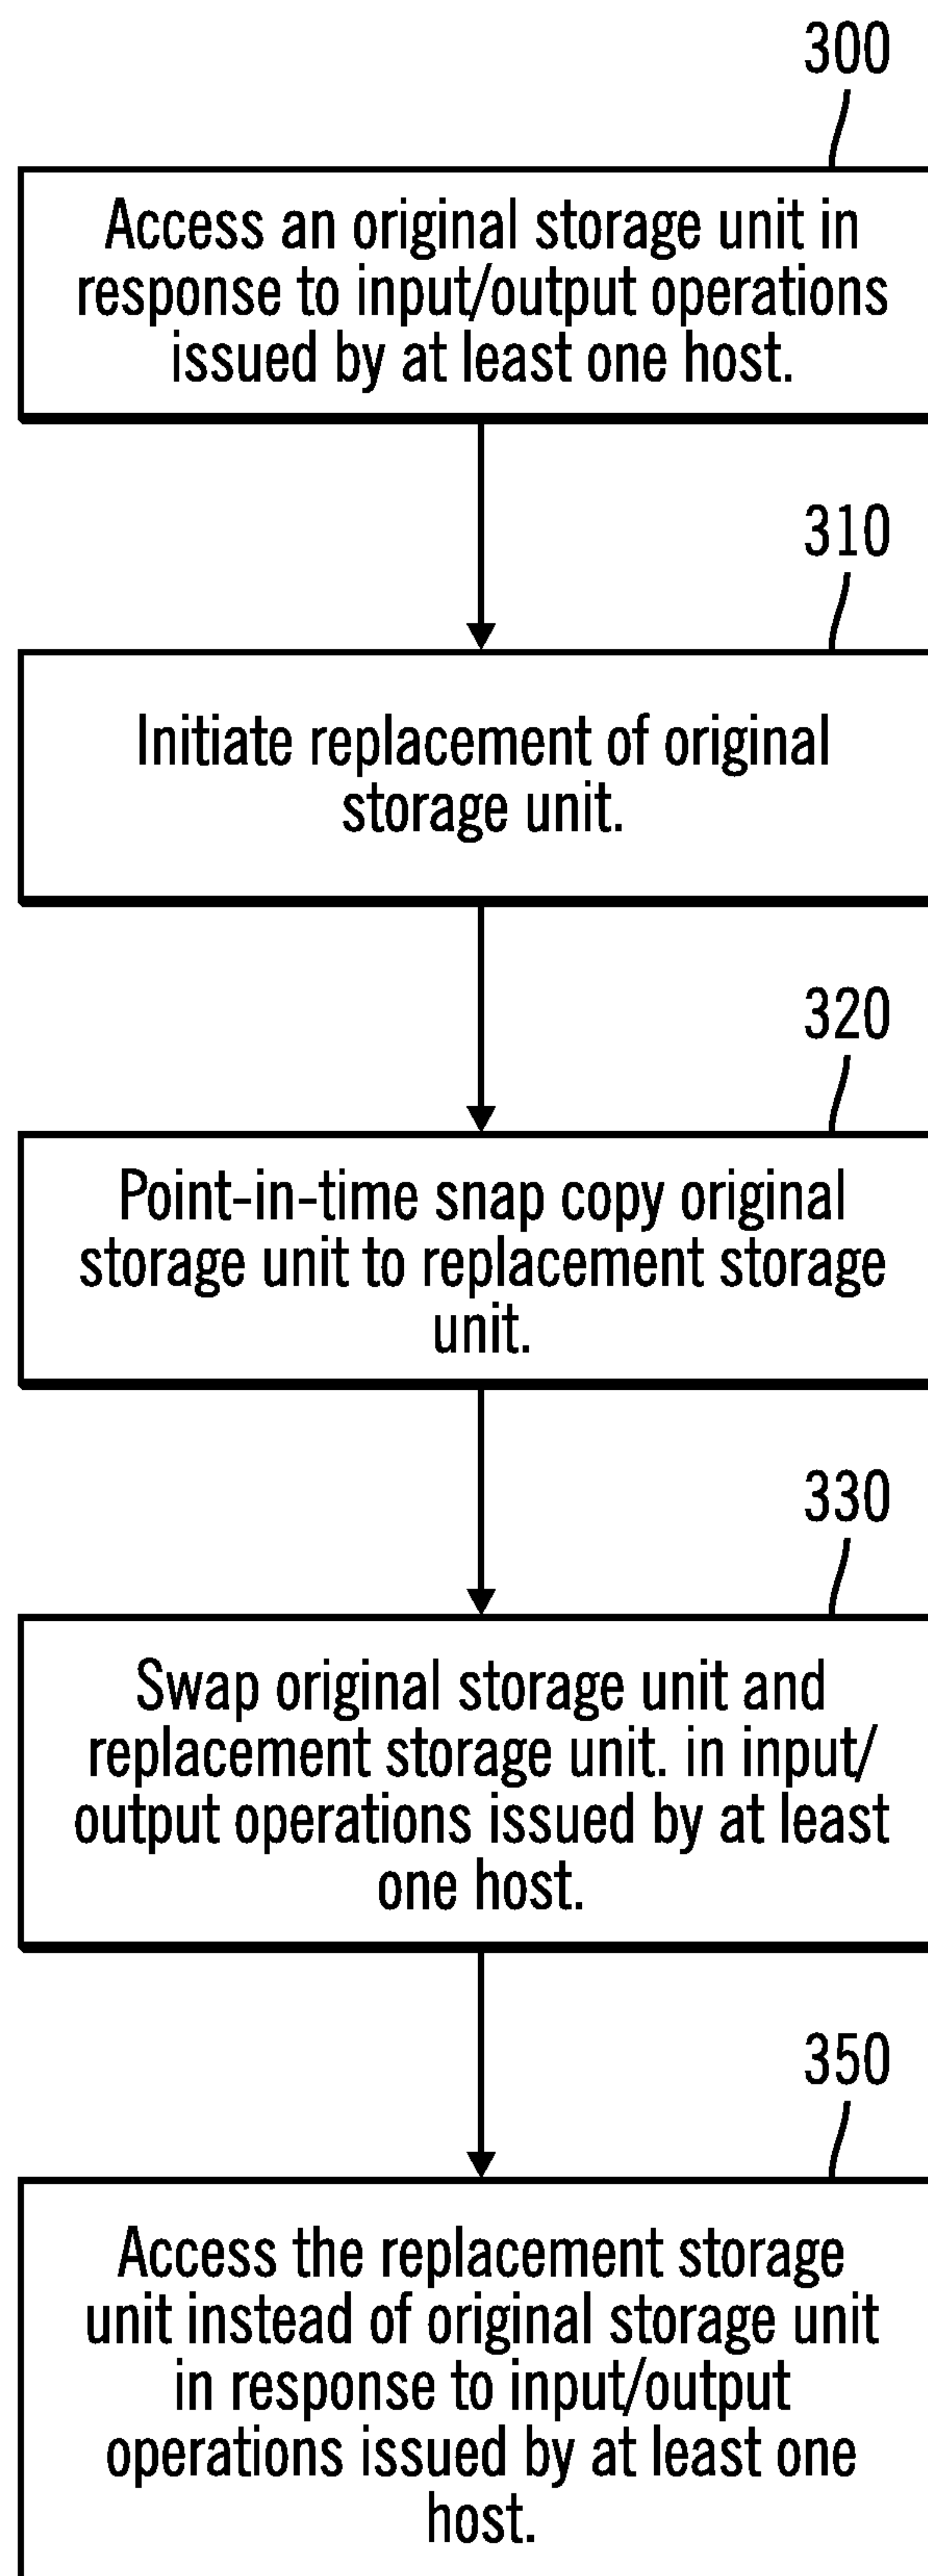 300
Access an original storage unit in
response to input/output operations
issued by at least one host.
310
Initiate replacement of original
storage unit.
320
Point-in-time snap copy original
storage unit to replacement storage
unit.
330
Swap original storage unit and
replacement storage unit. in input/
output operations issued by at least
one host.
350
Access the replacement storage
unit instead of original storage unit
in response to input/output
operations issued by at least one
host.